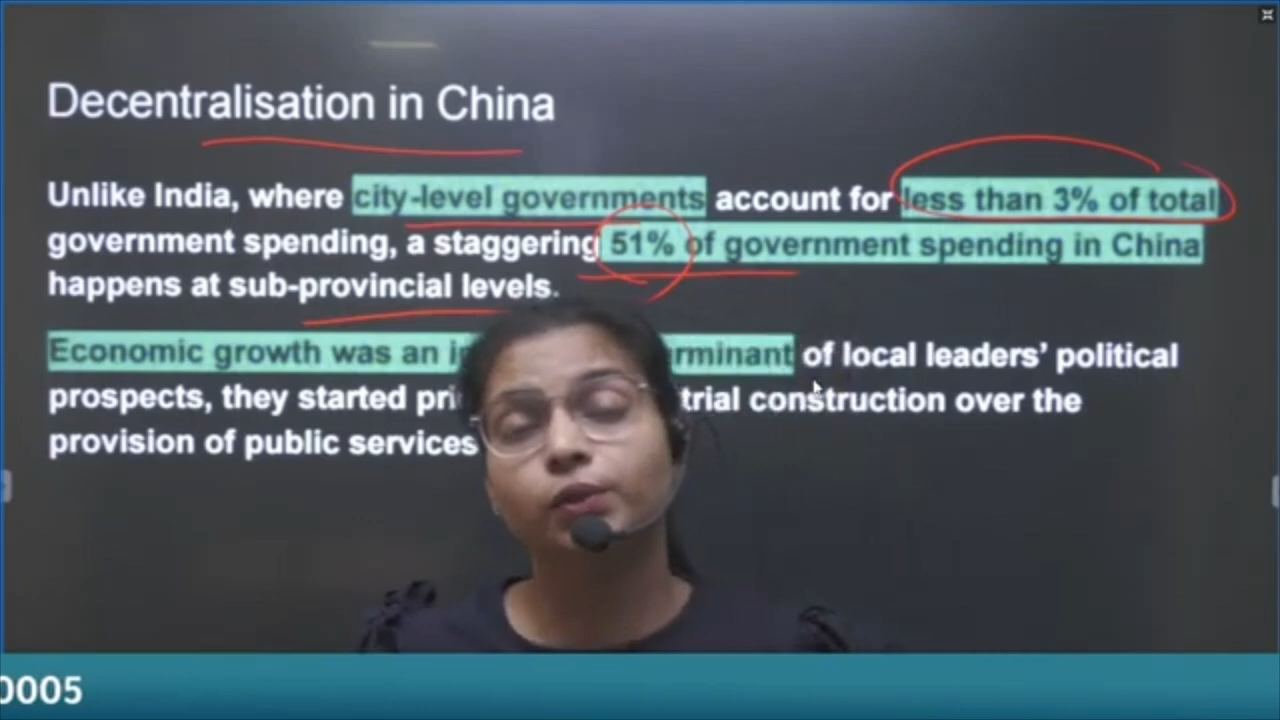 Decentralisation in China
Unlike India, where city-level governments account for less than 3% of total
government spending, a staggering 51% of government spending in China
happens at sub-provincial levels.
Economic growth was an rminant of local leaders’ political
prospects, they started trial construction over the
provision of public services
0005